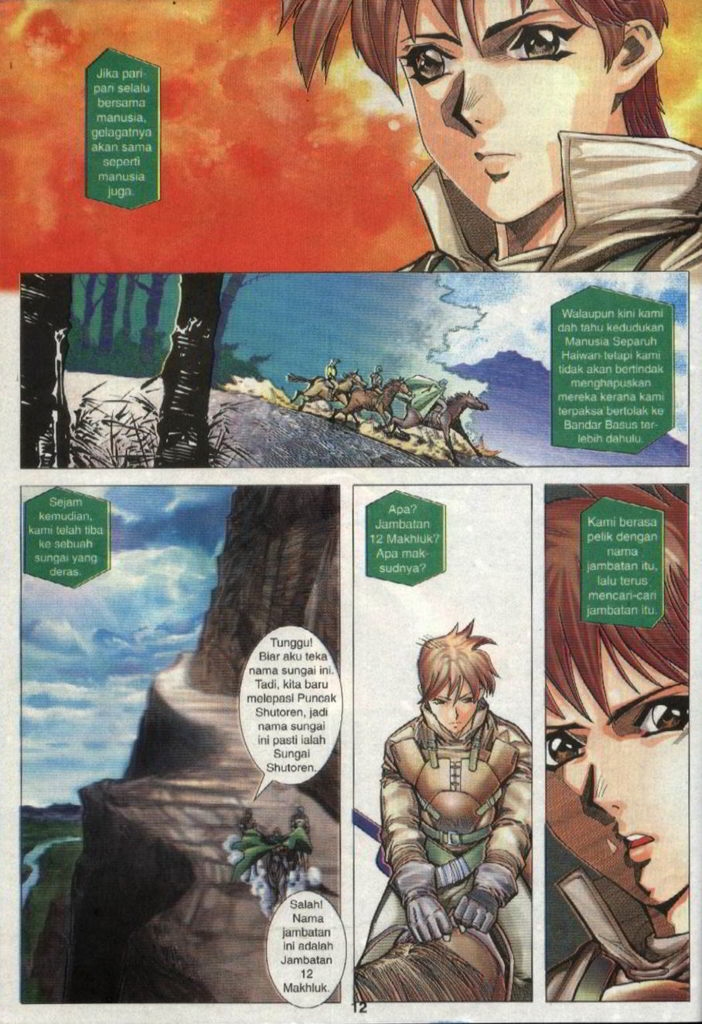 Jika pari-
pari selalu
bersama
manusia,
gelagatnya
akan sama
seperti
manusia
juga.
Walaupun kini kami
dah tahu kedudukan
Manusia Separuh
Haiwan tetapi kami
tidak akan bertindak
menghapuskan
mereka kerana kami
terpaksa bertolak ke
Bandar Basus ter-
lebih dahulu.
Sejam
kemudian,
kami telah tiba
ke sebuah
sungai yang
deras.
Tunggu!
Biar aku teka
nama sungai ini.
Tadi, kita baru
melepasi Puncak
Shutoren, jadi
nama sungai
ini pasti ialah
Sungai
Shutoren.
Salah!
Nama
jambatan
ini adalah
Jambatan
12
Makhluk.
Apa?
Jambatan
12 Makhluk?
Apa mak-
sudnya?
Kami berasa
pelik dengan
nama
jambatan itu,
lalu terus
mencari-cari
jambatan itu.
12